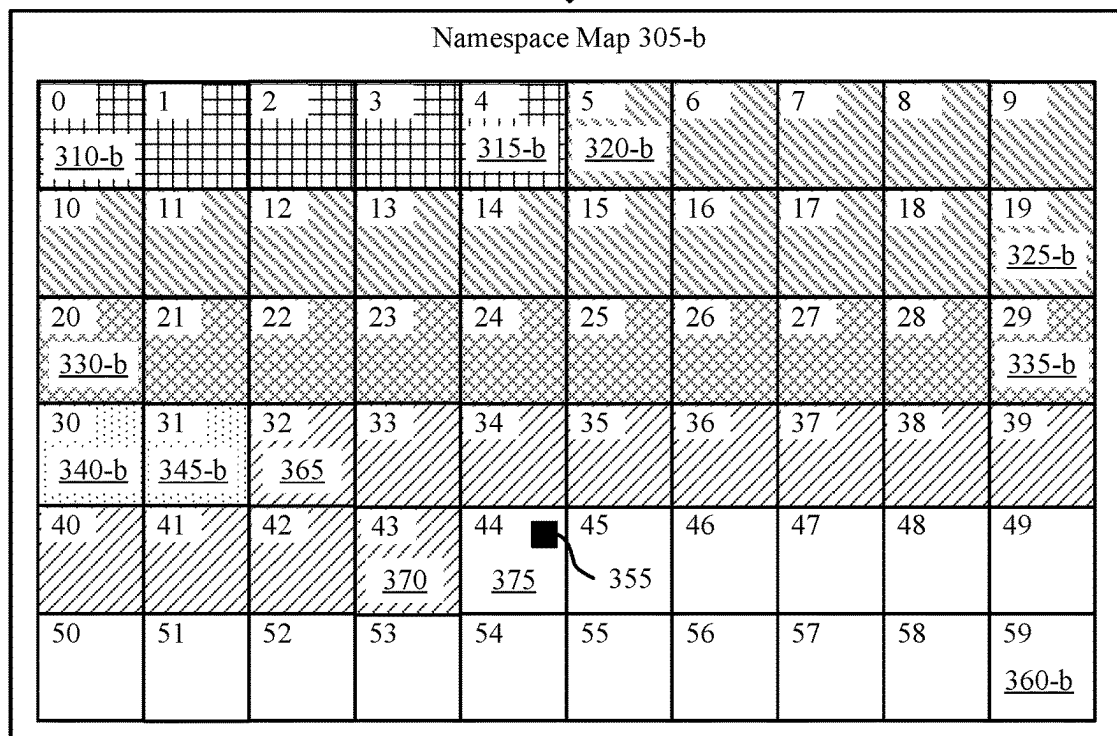 Namespace Map 305-b
0 1 2 3 4 5 6 7 8 9
310-b 315-b 320-b
10 11 12 13 14 15 16 17 18 19
325-b
20 21 22 23 24 25 26 27 28 29
330-b 335-b
30 31 32 33 34 35 36 37 38 39
340-b 345-b 365
40 41 42 43 44 45 46 47 48 49
370 375 355
50 51 52 53 54 55 56 57 58 59
360-b